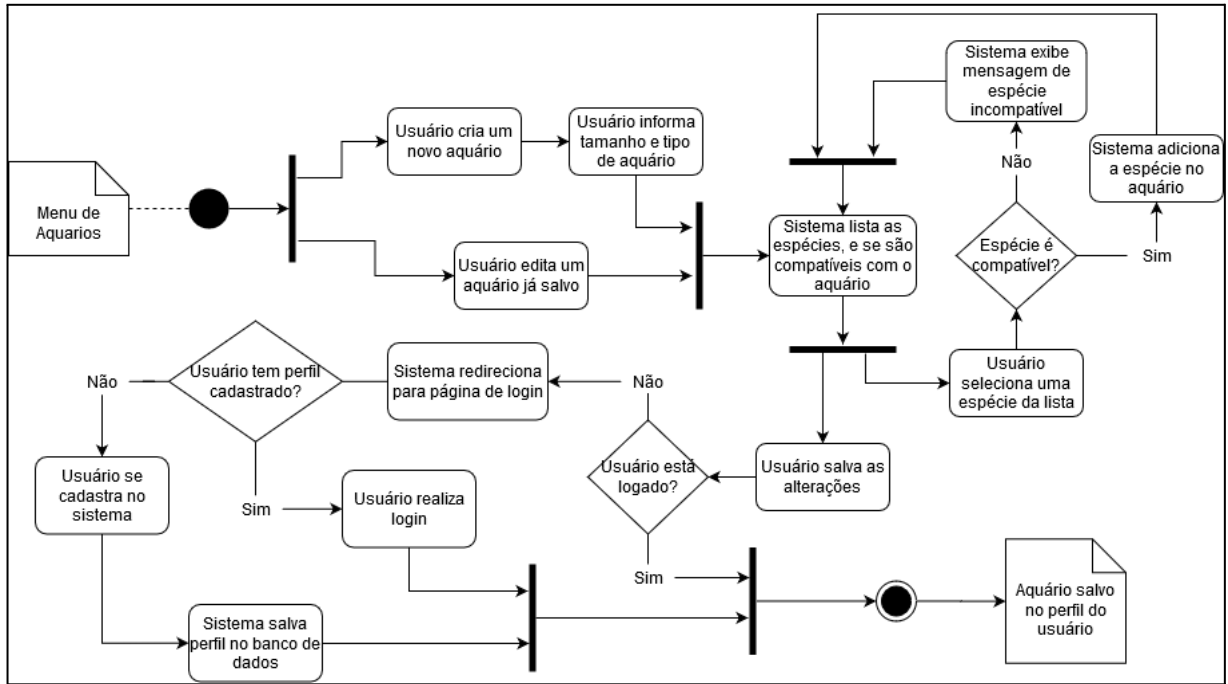 Menu de
Aquarios
Usuário cria um
novo aquário
Usuário informa
tamanho e tipo
de aquário
Usuário edita um
aquário já salvo
Sistema lista as
espécies, e se são
compatíveis com o
aquário
Sistema exibe
mensagem de
espécie
incompatível
Não
Sistema adiciona
a espécie no
aquário
Espécie é
compatível?
Sim
Usuário
seleciona uma
espécie da lista
Usuário salva as
alterações
Usuário está
logado?
Não
Sim
Sistema redireciona
para página de login
Usuário tem perfil
cadastrado?
Não
Sim
Usuário se
cadastra no
sistema
Usuário realiza
login
Sistema salva
perfil no banco de
dados
Aquário salvo
no perfil do
usuário